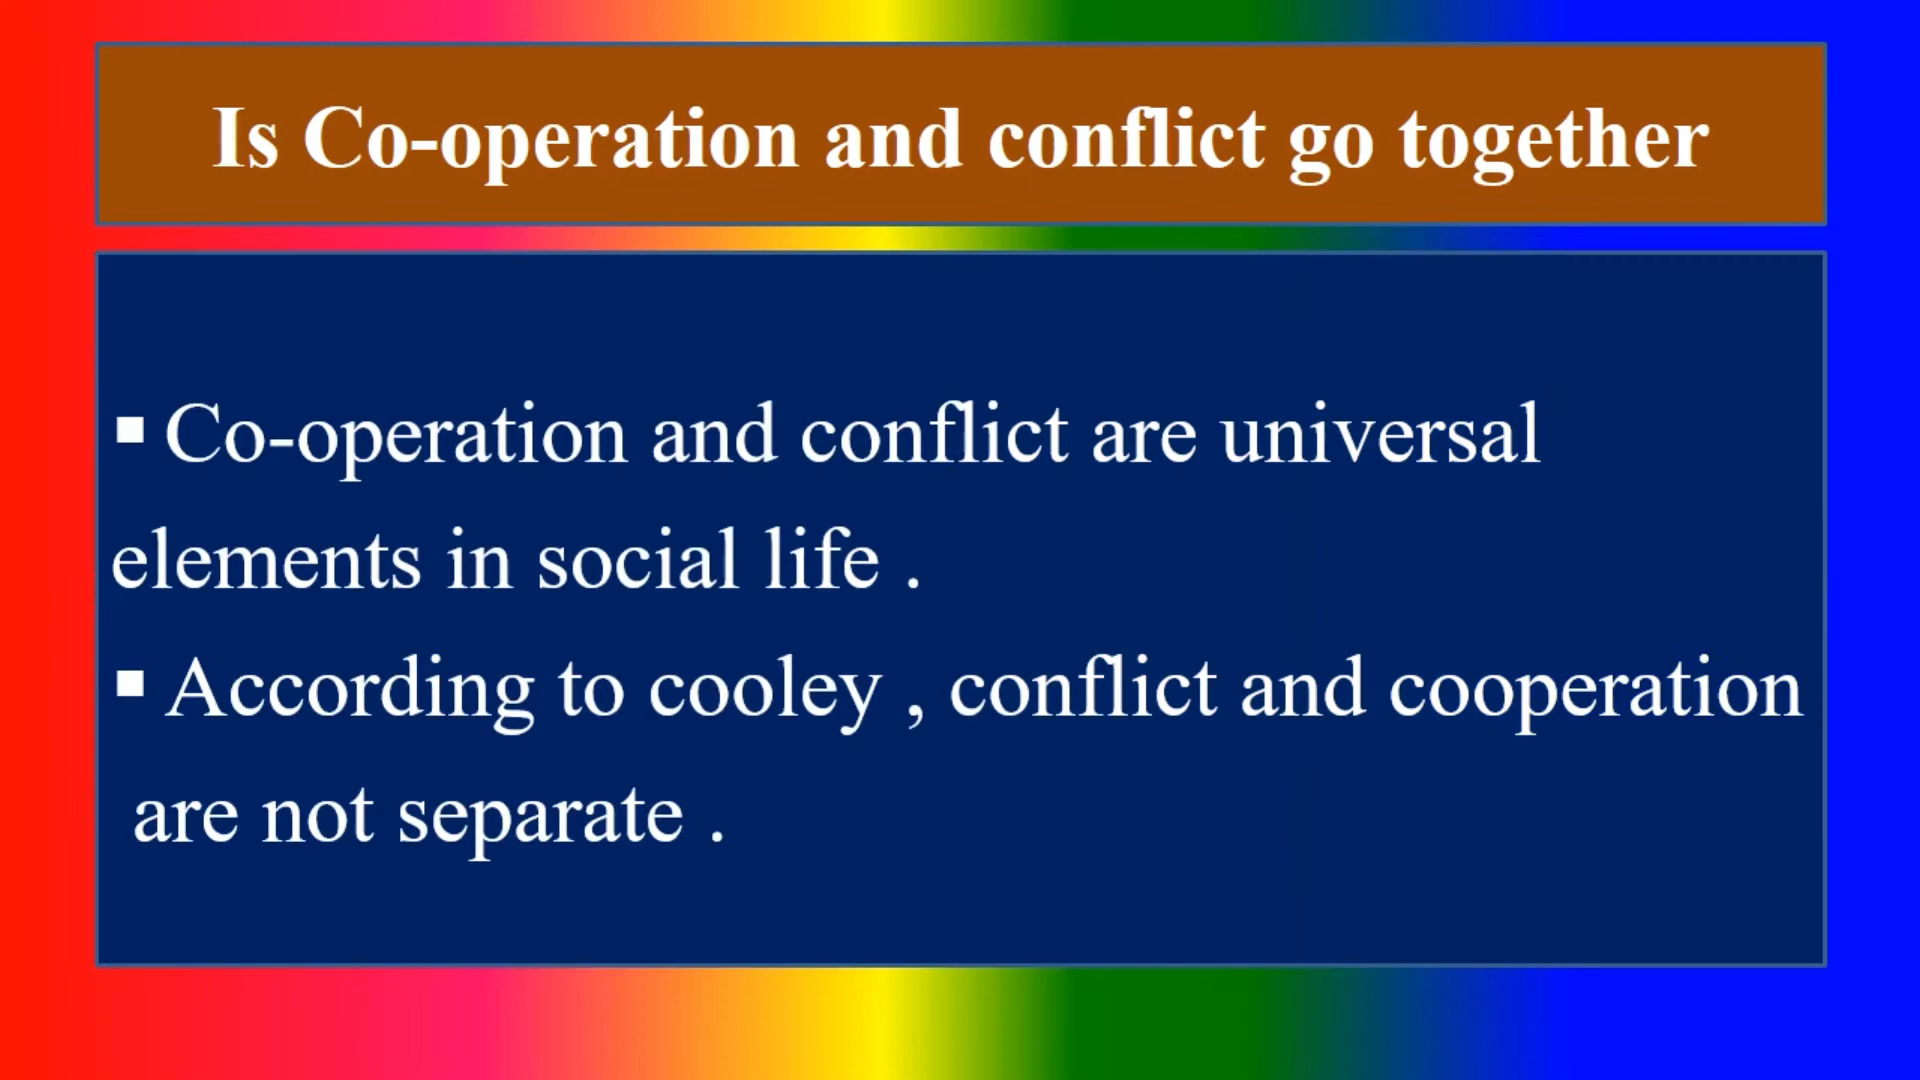 Is Co-operation and conflict go together
▪ Co-operation and conflict are universal
elements in social life .
▪ According to cooley , conflict and cooperation
are not separate .